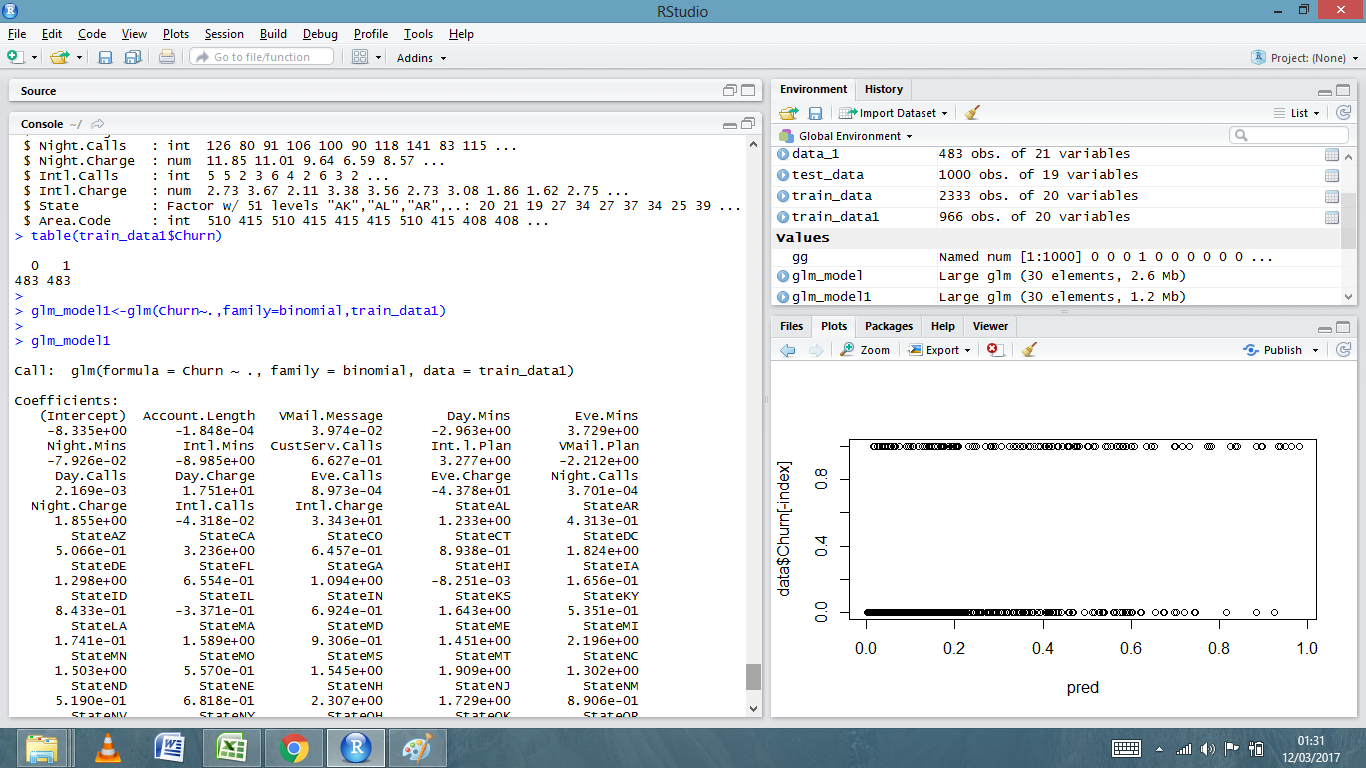 RStudio
File Edit Code View Plots Session Build Debug Profile Tools Help
Go to file/function Addins Project: (None)
Source
Console ~/
$ Night.Calls : int 126 80 91 106 100 90 118 141 83 115 ...
$ Night.Charge : num 11.85 11.01 9.64 6.59 8.57 ...
$ Intl.Calls : int 5 5 2 3 6 4 2 6 3 2 ...
$ Intl.Charge : num 2.73 3.67 2.11 3.38 3.56 2.73 3.08 1.86 1.62 2.75 ...
$ State : Factor w/ 51 levels "AK","AL","AR",..: 20 21 19 27 34 27 37 34 25 39 ...
$ Area.Code : int 510 415 510 415 415 415 510 415 408 408 ...
> table(train_data1$Churn)
0 1
483 483
>
> glm_model1<-glm(Churn~.,family=binomial,train_data1)
>
> glm_model1
Call: glm(formula = Churn ~ ., family = binomial, data = train_data1)
Coefficients:
(Intercept) Account.Length VMail.Message Day.Mins Eve.Mins
-8.335e+00 -1.848e-04 3.974e-02 -2.963e+00 3.729e+00
Night.Mins Intl.Mins CustServ.Calls Int.l.Plan VMail.Plan
-7.926e-02 -8.985e+00 6.627e-01 3.277e+00 -2.212e+00
Day.Calls Day.Charge Eve.Calls Eve.Charge Night.Calls
2.169e-03 1.751e+01 8.973e-04 -4.378e+01 3.701e-04
Night.Charge Intl.Calls Intl.Charge StateAL StateAR
1.855e+00 -4.318e-02 3.343e+01 1.233e+00 4.313e-01
StateAZ StateCA StateCO StateCT StateDC
5.066e-01 3.236e+00 6.457e-01 8.938e-01 1.824e+00
StateDE StateFL StateGA StateHI StateIA
1.298e+00 6.554e-01 1.094e+00 -8.251e-03 1.656e-01
StateID StateIL StateIN StateKS StateKY
8.433e-01 -3.371e-01 6.924e-01 1.643e+00 5.351e-01
StateLA StateMA StateMD StateME StateMI
1.741e-01 1.589e+00 9.306e-01 1.451e+00 2.196e+00
StateMN StateMO StateMS StateMT StateNC
1.503e+00 5.570e-01 1.545e+00 1.909e+00 1.302e+00
StateND StateNE StateNH StateNJ StateNM
5.190e-01 6.818e-01 2.307e+00 1.729e+00 8.906e-01
StateNV StateNY StateOH StateOK StateOR
Environment History
Import Dataset List
Global Environment
data_1 483 obs. of 21 variables
test_data 1000 obs. of 19 variables
train_data 2333 obs. of 20 variables
train_data1 966 obs. of 20 variables
Values
gg Named num [1:1000] 0 0 0 1 0 0 0 0 0 0 ...
glm_model Large glm (30 elements, 2.6 Mb)
glm_model1 Large glm (30 elements, 1.2 Mb)
Files Plots Packages Help Viewer
Zoom Export Publish
data$Churn[-index]
0.8
0.4
0.0
0.0 0.2 0.4 0.6 0.8 1.0
pred
01:31
12/03/2017